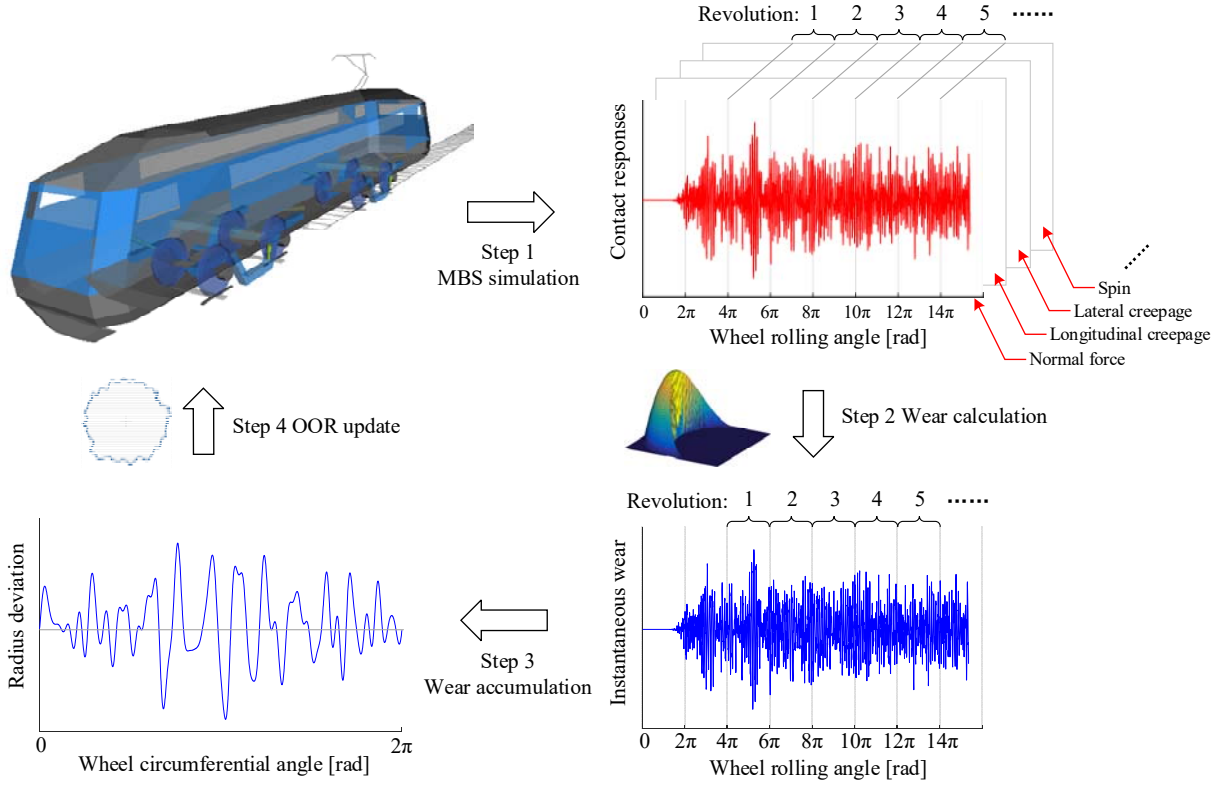 Revolution: 1 2 3 4 5 ······
Contact responses
0 2π 4π 6π 8π 10π 12π 14π
Wheel rolling angle [rad]
Spin
Lateral creepage
Longitudinal creepage
Normal force
Step 1
MBS simulation
Step 2 Wear calculation
Step 4 OOR update
Revolution: 1 2 3 4 5 ······
Instantaneous wear
0 2π 4π 6π 8π 10π 12π 14π
Wheel rolling angle [rad]
Step 3
Wear accumulation
Radius deviation
0 2π
Wheel circumferential angle [rad]